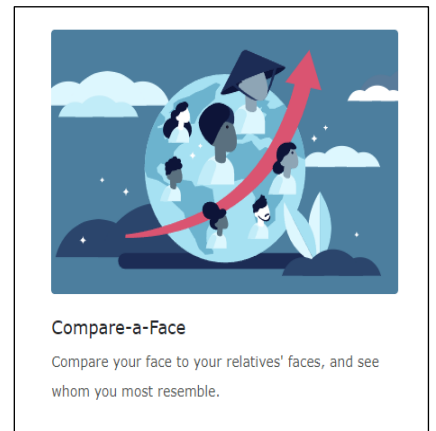 Compare-a-Face
Compare your face to your relatives' faces, and see
whom you most resemble.